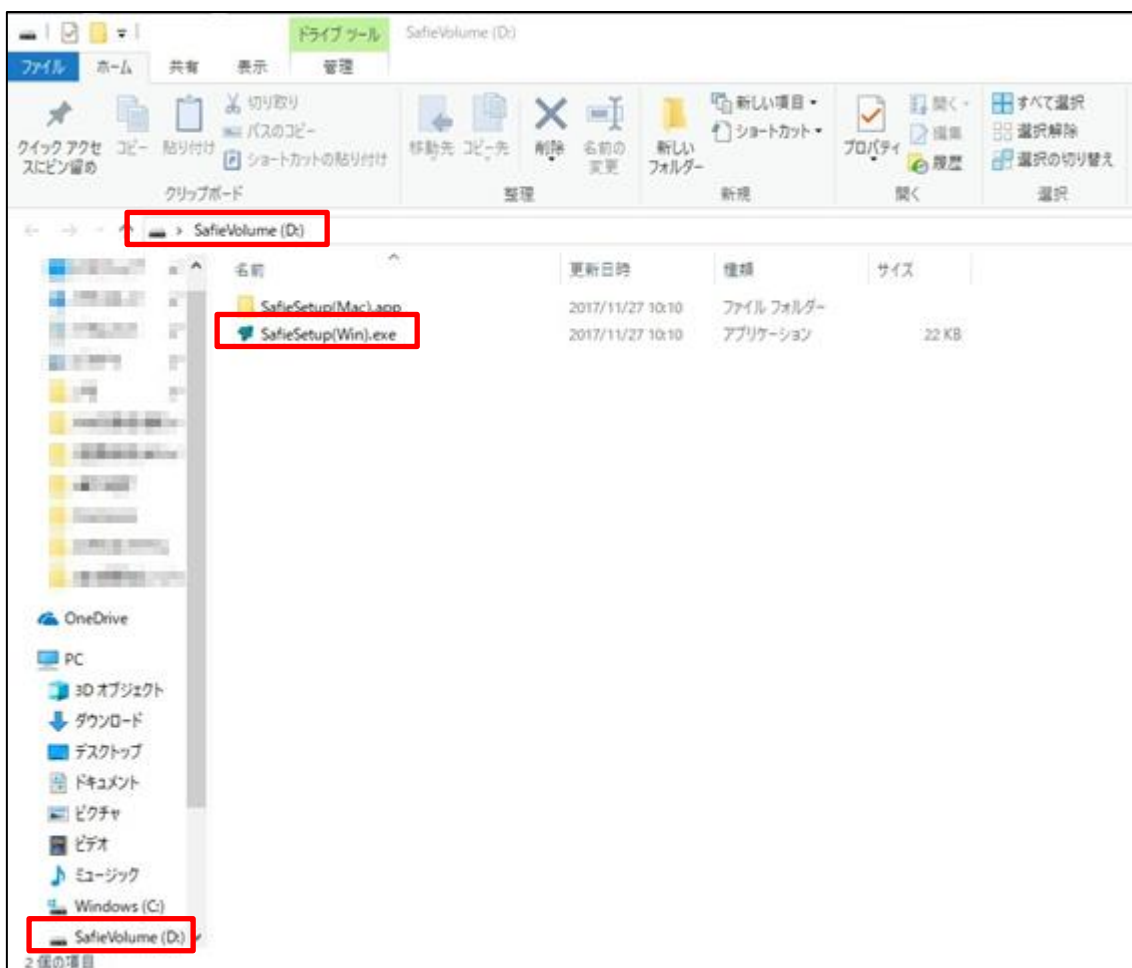 ドライブ ツール SafieVolume (D:)
ファイル ホーム 共有 表示 管理
クイック アクセスにピン留め
コピー
貼り付け
切り取り
パスのコピー
ショートカットの貼り付け
クリップボード
移動先
コピー先
削除
名前の変更
新しいフォルダー
整理
新しい項目
ショートカット
新規
プロパティ
開く
編集
履歴
開く
すべて選択
選択解除
選択の切り替え
選択
SafieVolume (D:)
名前 更新日時 種類 サイズ
SafieSetup(Mac).app 2017/11/27 10:10 ファイル フォルダー
SafieSetup(Win).exe 2017/11/27 10:10 アプリケーション 22 KB
OneDrive
PC
3D オブジェクト
ダウンロード
デスクトップ
ドキュメント
ピクチャ
ビデオ
ミュージック
Windows (C:)
SafieVolume (D:)
2 個の項目